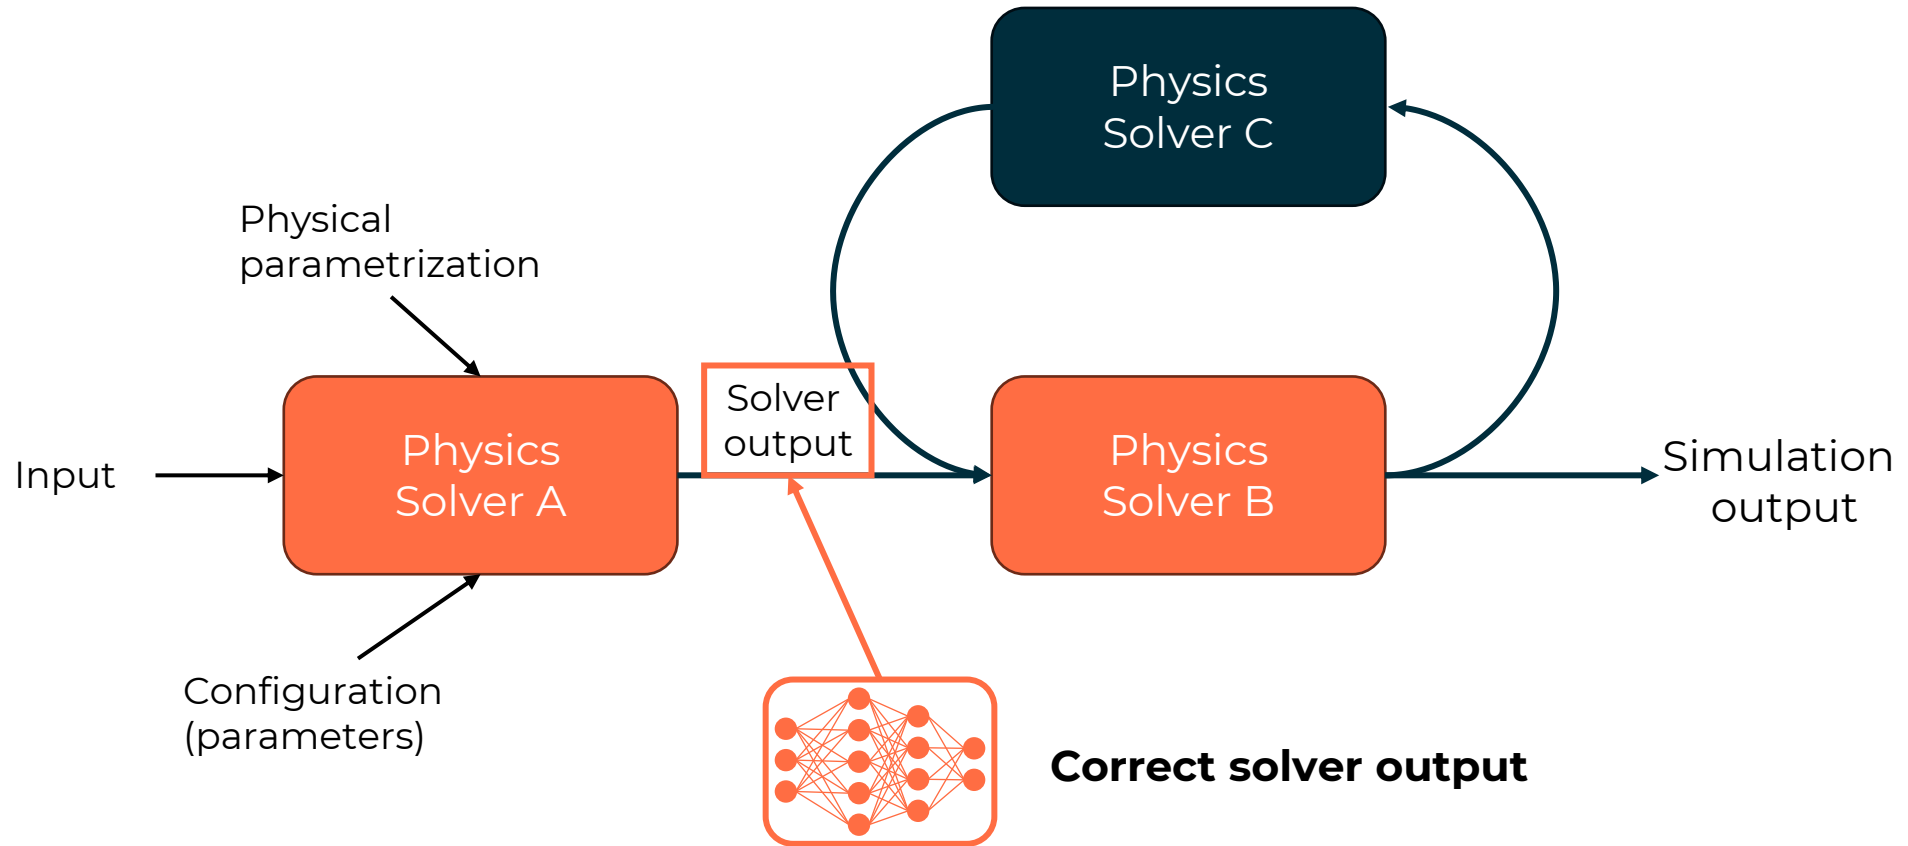 Physics
Solver C
Physical
parametrization
Solver
output
Input
Physics
Solver A
Physics
Solver B
Simulation
output
Configuration
(parameters)
Correct solver output